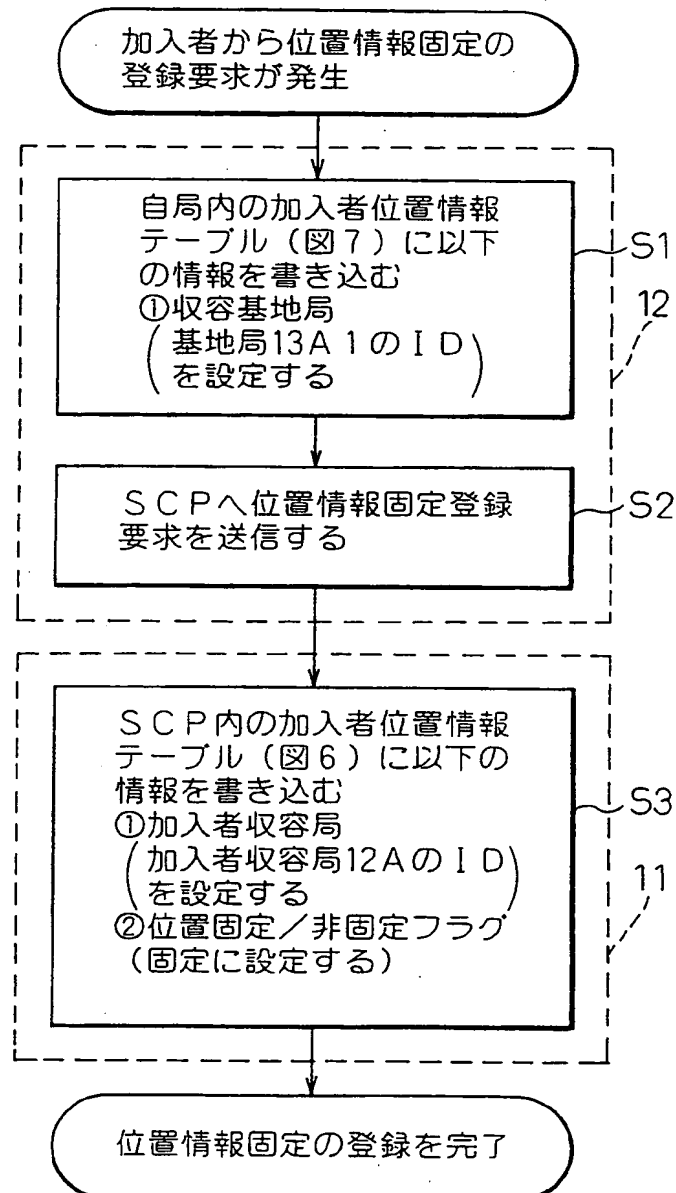 加入者から位置情報固定の
登録要求が発生
自局内の加入者位置情報
テーブル（図７）に以下
の情報を書き込む
①収容基地局
（基地局13A１のＩＤ
を設定する）
S1
12
ＳＣＰへ位置情報固定登録
要求を送信する
S2
ＳＣＰ内の加入者位置情報
テーブル（図６）に以下の
情報を書き込む
①加入者収容局
（加入者収容局12AのＩＤ
を設定する）
②位置固定／非固定フラグ
（固定に設定する）
S3
11
位置情報固定の登録を完了